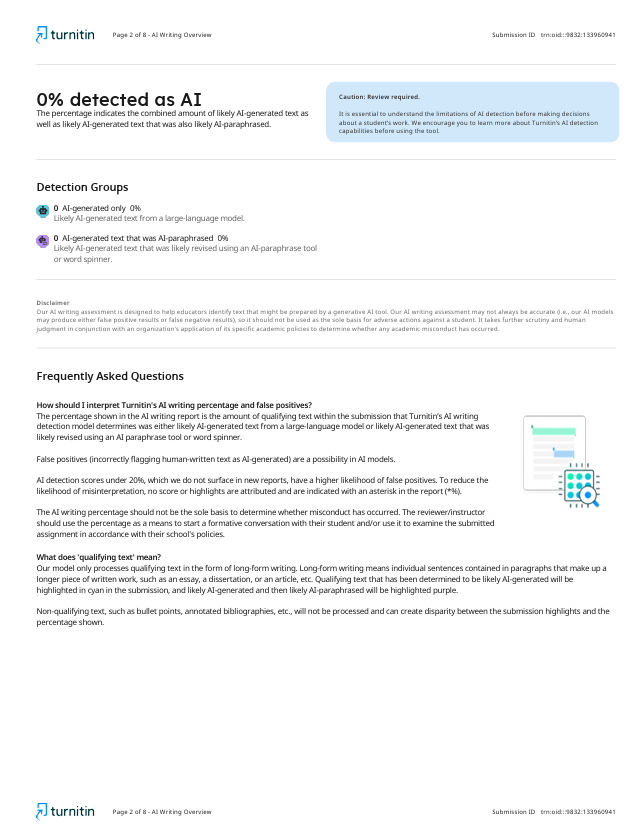 turnitin Page 2 of 8 - AI Writing Overview Submission ID trn:oid:::9832:133960941
0% detected as AI
The percentage indicates the combined amount of likely AI-generated text as
well as likely AI-generated text that was also likely AI-paraphrased.
Caution: Review required.
It is essential to understand the limitations of AI detection before making decisions
about a student's work. We encourage you to learn more about Turnitin's AI detection
capabilities before using the tool.
Detection Groups
0 AI-generated only 0%
Likely AI-generated text from a large-language model.
0 AI-generated text that was AI-paraphrased 0%
Likely AI-generated text that was likely revised using an AI-paraphrase tool
or word spinner.
Disclaimer
Our AI writing assessment is designed to help educators identify text that might be prepared by a generative AI tool. Our AI writing assessment may not always be accurate (i.e., our AI models
may produce either false positive results or false negative results), so it should not be used as the sole basis for adverse actions against a student. It takes further scrutiny and human
judgment in conjunction with an organization's application of its specific academic policies to determine whether any academic misconduct has occurred.
Frequently Asked Questions
How should I interpret Turnitin's AI writing percentage and false positives?
The percentage shown in the AI writing report is the amount of qualifying text within the submission that Turnitin's AI writing
detection model determines was either likely AI-generated text from a large-language model or likely AI-generated text that was
likely revised using an AI paraphrase tool or word spinner.
False positives (incorrectly flagging human-written text as AI-generated) are a possibility in AI models.
AI detection scores under 20%, which we do not surface in new reports, have a higher likelihood of false positives. To reduce the
likelihood of misinterpretation, no score or highlights are attributed and are indicated with an asterisk in the report (*%).
The AI writing percentage should not be the sole basis to determine whether misconduct has occurred. The reviewer/instructor
should use the percentage as a means to start a formative conversation with their student and/or use it to examine the submitted
assignment in accordance with their school's policies.
What does 'qualifying text' mean?
Our model only processes qualifying text in the form of long-form writing. Long-form writing means individual sentences contained in paragraphs that make up a
longer piece of written work, such as an essay, a dissertation, or an article, etc. Qualifying text that has been determined to be likely AI-generated will be
highlighted in cyan in the submission, and likely AI-generated and then likely AI-paraphrased will be highlighted purple.
Non-qualifying text, such as bullet points, annotated bibliographies, etc., will not be processed and can create disparity between the submission highlights and the
percentage shown.
turnitin Page 2 of 8 - AI Writing Overview Submission ID trn:oid:::9832:133960941